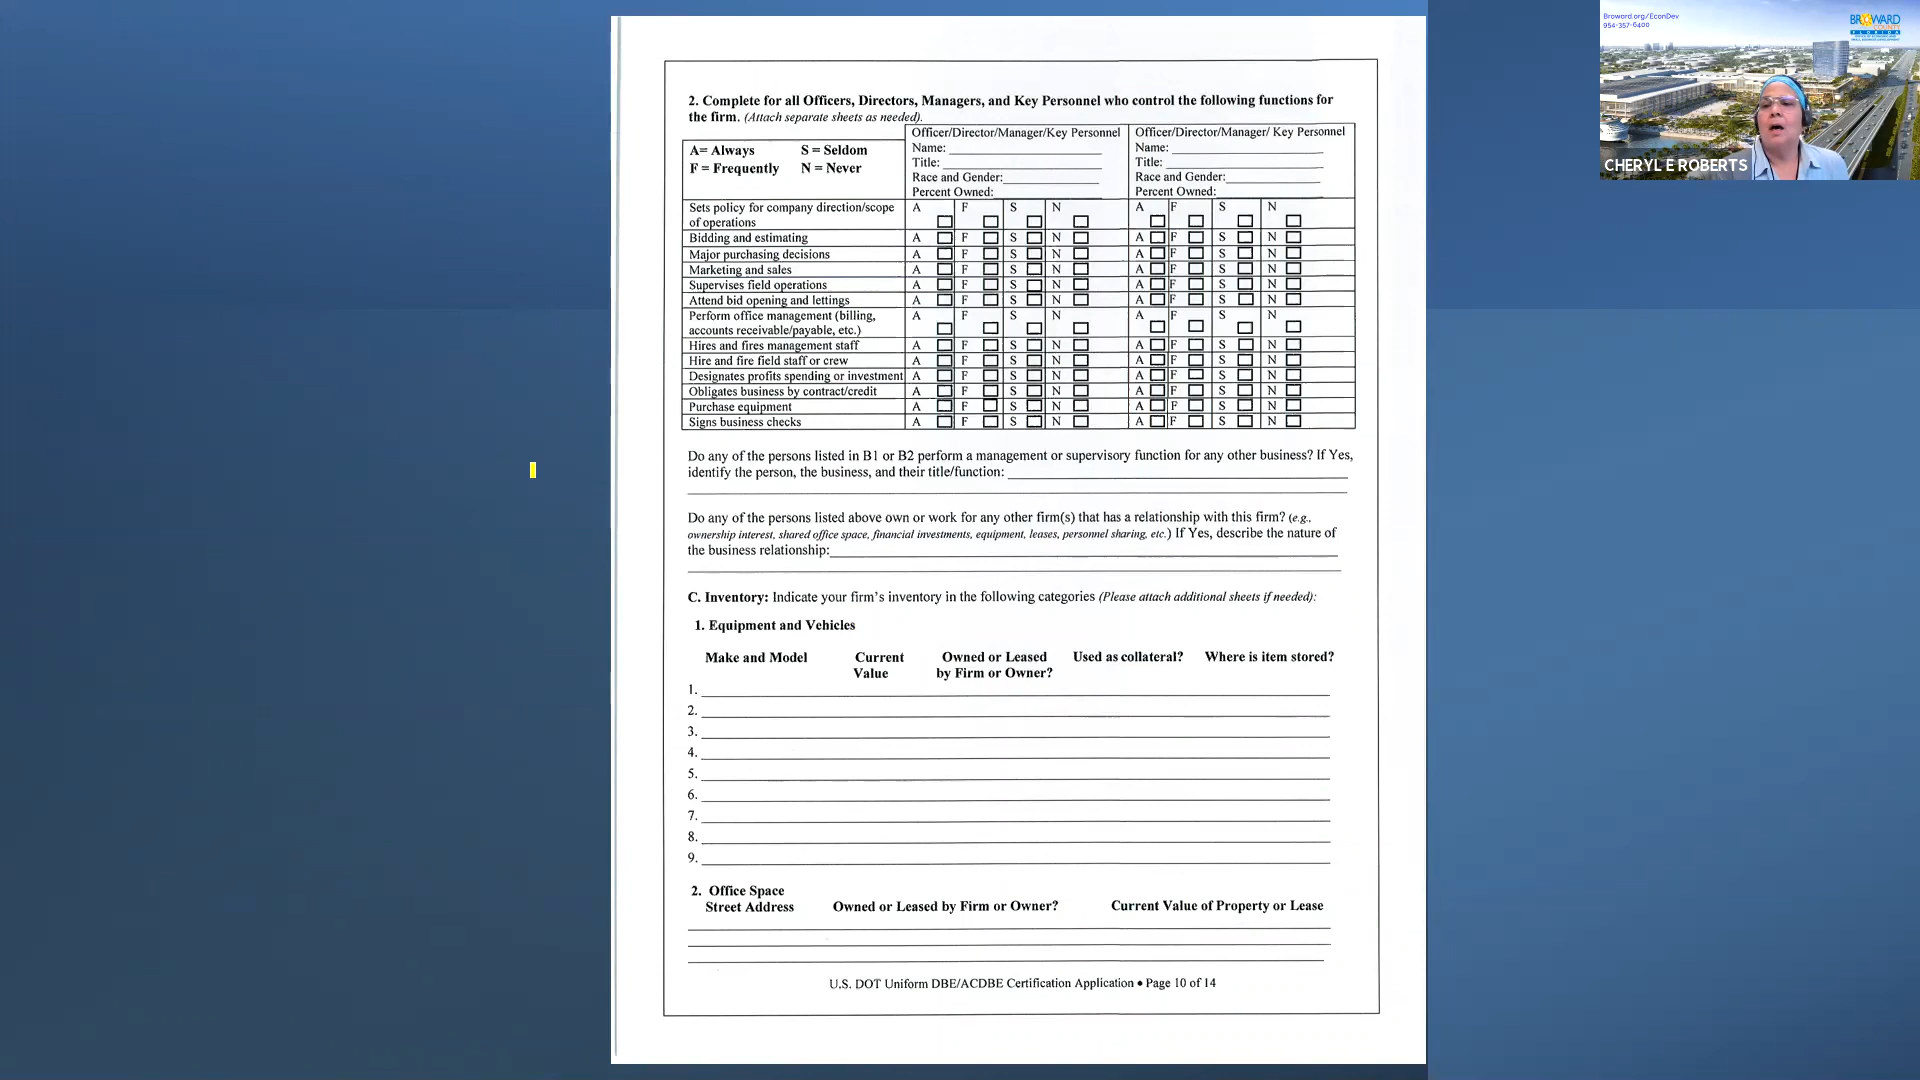 2. Complete for all Officers, Directors, Managers, and Key Personnel who control the following functions for
the firm. (Attach separate sheets as needed).
A= Always S = Seldom
F = Frequently N = Never
Officer/Director/Manager/Key Personnel
Name:
Title:
Race and Gender:
Percent Owned:
Officer/Director/Manager/ Key Personnel
Name:
Title:
Race and Gender:
Percent Owned:
Sets policy for company direction/scope
of operations
A F S N A F S N
Bidding and estimating A F S N A F S N
Major purchasing decisions A F S N A F S N
Marketing and sales A F S N A F S N
Supervises field operations A F S N A F S N
Attend bid opening and lettings A F S N A F S N
Perform office management (billing,
accounts receivable/payable, etc.)
A F S N A F S N
Hires and fires management staff A F S N A F S N
Hire and fire field staff or crew A F S N A F S N
Designates profits spending or investment A F S N A F S N
Obligates business by contract/credit A F S N A F S N
Purchase equipment A F S N A F S N
Signs business checks A F S N A F S N
Do any of the persons listed in B1 or B2 perform a management or supervisory function for any other business? If Yes,
identify the person, the business, and their title/function:
Do any of the persons listed above own or work for any other firm(s) that has a relationship with this firm? (e.g.,
ownership interest, shared office space, financial investments, equipment, leases, personnel sharing, etc.) If Yes, describe the nature of
the business relationship:
C. Inventory: Indicate your firm's inventory in the following categories (Please attach additional sheets if needed):
1. Equipment and Vehicles
Make and Model Current Value Owned or Leased by Firm or Owner? Used as collateral? Where is item stored?
1.
2.
3.
4.
5.
6.
7.
8.
9.
2. Office Space
Street Address Owned or Leased by Firm or Owner? Current Value of Property or Lease
U.S. DOT Uniform DBE/ACDBE Certification Application • Page 10 of 14
Broward.org/EconDev
954-357-6400
BROWARD
COUNTY
FLORIDA
CHERYL E ROBERTS